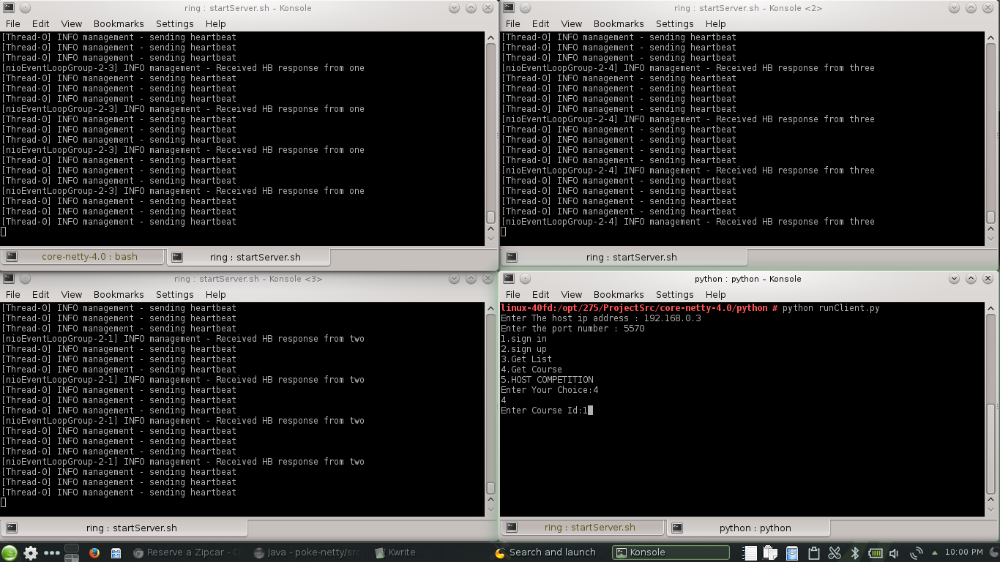 ring : startServer.sh – Konsole
File Edit View Bookmarks Settings Help
[Thread-0] INFO management - sending heartbeat
[Thread-0] INFO management - sending heartbeat
[Thread-0] INFO management - sending heartbeat
[nioEventLoopGroup-2-3] INFO management - Received HB response from one
[Thread-0] INFO management - sending heartbeat
[Thread-0] INFO management - sending heartbeat
[Thread-0] INFO management - sending heartbeat
[nioEventLoopGroup-2-3] INFO management - Received HB response from one
[Thread-0] INFO management - sending heartbeat
[Thread-0] INFO management - sending heartbeat
[Thread-0] INFO management - sending heartbeat
[nioEventLoopGroup-2-3] INFO management - Received HB response from one
[Thread-0] INFO management - sending heartbeat
[Thread-0] INFO management - sending heartbeat
[Thread-0] INFO management - sending heartbeat
[nioEventLoopGroup-2-3] INFO management - Received HB response from one
[Thread-0] INFO management - sending heartbeat
[Thread-0] INFO management - sending heartbeat
[Thread-0] INFO management - sending heartbeat
core-netty-4.0 : bash
ring : startServer.sh
ring : startServer.sh – Konsole <2>
File Edit View Bookmarks Settings Help
[Thread-0] INFO management - sending heartbeat
[Thread-0] INFO management - sending heartbeat
[Thread-0] INFO management - sending heartbeat
[nioEventLoopGroup-2-4] INFO management - Received HB response from three
[Thread-0] INFO management - sending heartbeat
[Thread-0] INFO management - sending heartbeat
[Thread-0] INFO management - sending heartbeat
[Thread-0] INFO management - sending heartbeat
[nioEventLoopGroup-2-4] INFO management - Received HB response from three
[Thread-0] INFO management - sending heartbeat
[Thread-0] INFO management - sending heartbeat
[Thread-0] INFO management - sending heartbeat
[Thread-0] INFO management - sending heartbeat
[nioEventLoopGroup-2-4] INFO management - Received HB response from three
[Thread-0] INFO management - sending heartbeat
[Thread-0] INFO management - sending heartbeat
[Thread-0] INFO management - sending heartbeat
[Thread-0] INFO management - sending heartbeat
[nioEventLoopGroup-2-4] INFO management - Received HB response from three
ring : startServer.sh
ring : startServer.sh – Konsole <3>
File Edit View Bookmarks Settings Help
[Thread-0] INFO management - sending heartbeat
[Thread-0] INFO management - sending heartbeat
[Thread-0] INFO management - sending heartbeat
[nioEventLoopGroup-2-1] INFO management - Received HB response from two
[Thread-0] INFO management - sending heartbeat
[Thread-0] INFO management - sending heartbeat
[Thread-0] INFO management - sending heartbeat
[nioEventLoopGroup-2-1] INFO management - Received HB response from two
[Thread-0] INFO management - sending heartbeat
[Thread-0] INFO management - sending heartbeat
[Thread-0] INFO management - sending heartbeat
[nioEventLoopGroup-2-1] INFO management - Received HB response from two
[Thread-0] INFO management - sending heartbeat
[Thread-0] INFO management - sending heartbeat
[Thread-0] INFO management - sending heartbeat
[nioEventLoopGroup-2-1] INFO management - Received HB response from two
[Thread-0] INFO management - sending heartbeat
[Thread-0] INFO management - sending heartbeat
[Thread-0] INFO management - sending heartbeat
ring : startServer.sh
python : python – Konsole
File Edit View Bookmarks Settings Help
linux-40fd:/opt/275/ProjectSrc/core-netty-4.0/python # python runClient.py
Enter The host ip address : 192.168.0.3
Enter the port number : 5570
1.sign in
2.sign up
3.Get List
4.Get Course
5.HOST COMPETITION
Enter Your Choice:4
4
Enter Course Id:1
ring : startServer.sh
python : python
Reserve a Zipcar - Ch
Java - poke-netty/src
Kwrite
Search and launch
Konsole
10:00 PM